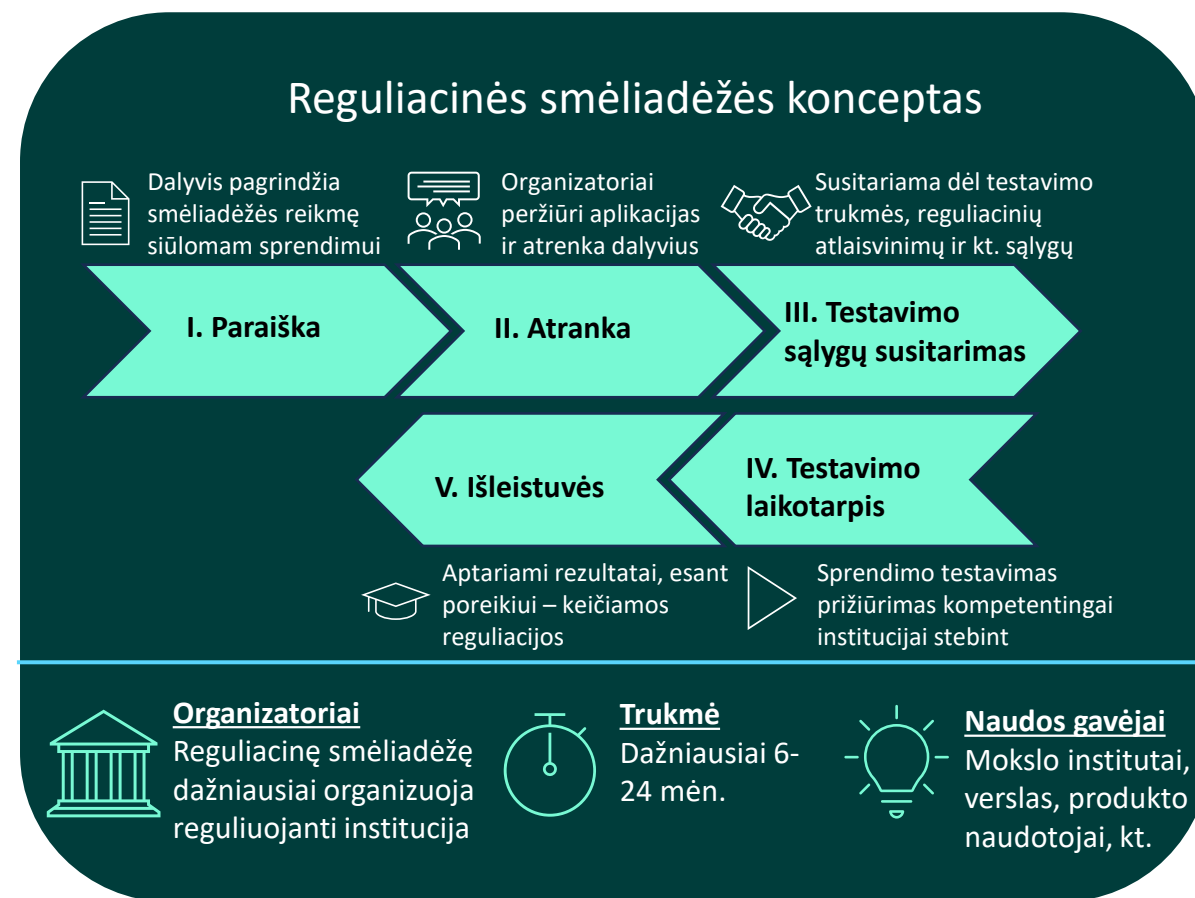 Reguliacinės smėliadėžės konceptas
Dalyvis pagrindžia
smėliadėžės reikmę
siūlomam sprendimui
Organizatoriai
peržiūri aplikacijas
ir atrenka dalyvius
Susitariama dėl testavimo
trukmės, reguliacinių
atlaisvinimų ir kt. sąlygų
I. Paraiška
II. Atranka
III. Testavimo
sąlygų susitarimas
IV. Testavimo
laikotarpis
V. Išleistuvės
Aptariami rezultatai, esant
poreikiui – keičiamos
reguliacijos
Sprendimo testavimas
prižiūrimas kompetentingai
institucijai stebint
Organizatoriai
Reguliacinę smėliadėžę
dažniausiai organizuoja
reguliuojanti institucija
Trukmė
Dažniausiai 6-
24 mėn.
Naudos gavėjai
Mokslo institutai,
verslas, produkto
naudotojai, kt.